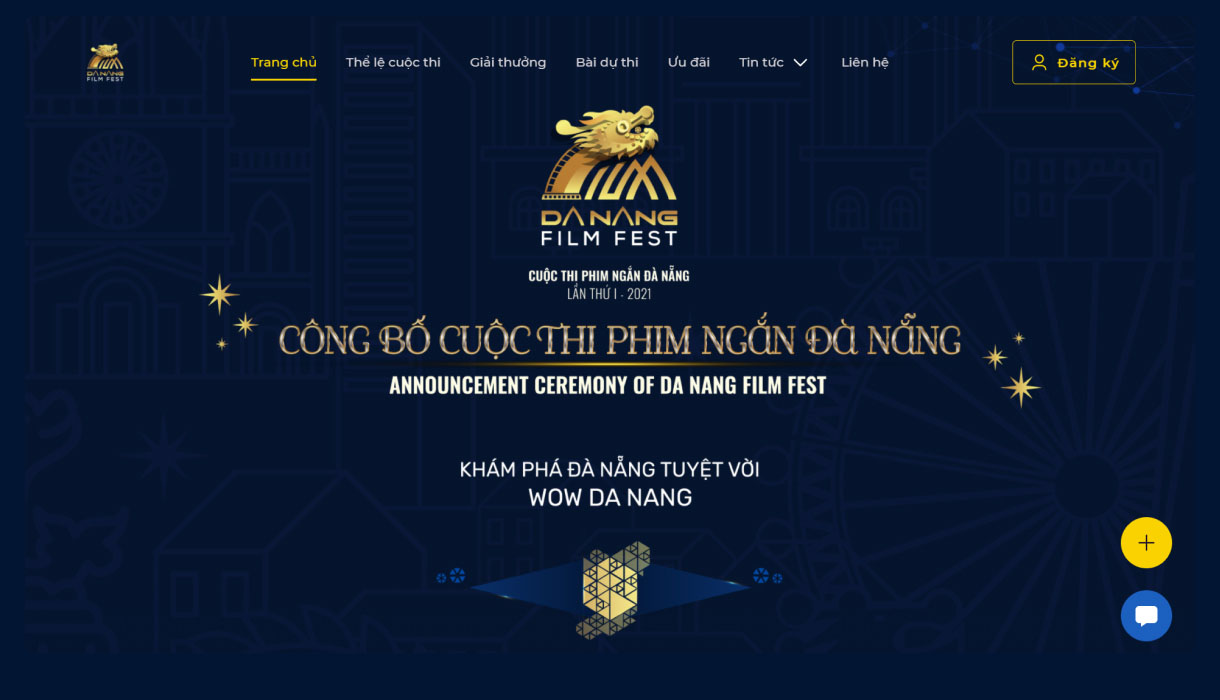 DA NANG
FILM FEST
Trang chủ
Thể lệ cuộc thi
Giải thưởng
Bài dự thi
Ưu đãi
Tin tức
Liên hệ
Đăng ký
FILM
DA NANG
FILM FEST
CUỘC THI PHIM NGẮN ĐÀ NẴNG
LẦN THỨ I - 2021
CÔNG BỐ CUỘC THI PHIM NGẮN ĐÀ NẴNG
ANNOUNCEMENT CEREMONY OF DA NANG FILM FEST
KHÁM PHÁ ĐÀ NẴNG TUYỆT VỜI
WOW DA NANG